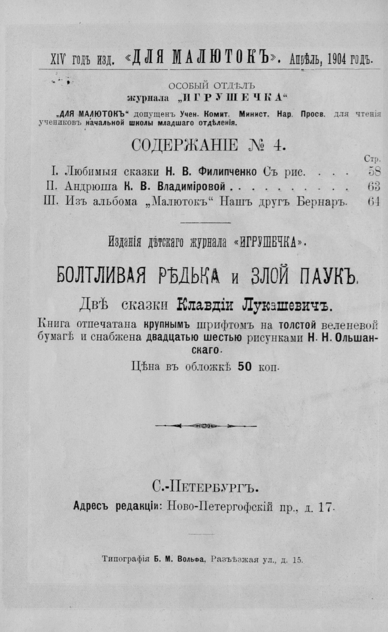 XIV годъ изд. «ДЛЯ МАЛЮТОКЪ». Апрѣль, 1904 годъ.
ОСОБЫЙ ОТДѢЛЪ
журнала „ИГРУШЕЧКА“
„ДЛЯ МАЛЮТОКЪ“ допущен Учен. Комит. Минист. Нар. Просв. для чтенія
учениковъ начальной школы младшаго отдѣленія.
СОДЕРЖАНІЕ № 4.
Стр.
I. Любимыя сказки Н. В. Филипченко Съ рис. . . . 58
II. Андрюша К. В. Владиміровой . . . . . . . . . 63
III. Изъ альбома „Малютокъ“ Нашъ другъ Бернаръ. 64
Изданія дѣтскаго журнала «ИГРУШЕЧКА».
БОЛТЛИВАЯ РѢДЬКА и ЗЛОЙ ПАУКЪ.
Двѣ сказки Клавдіи Лукашевичъ.
Книга отпечатана крупнымъ шрифтомъ на толстой веленевой
бумагѣ и снабжена двадцатью шестью рисунками Н. Н. Ольшан-
скаго.
Цѣна въ обложкѣ 50 коп.
С.-ПЕТЕРБУРГЪ.
Адресъ редакціи: Ново-Петергофскій пр., д. 17.
Типографія Б. М. Вольфа, Разъѣзжая ул., д. 15.